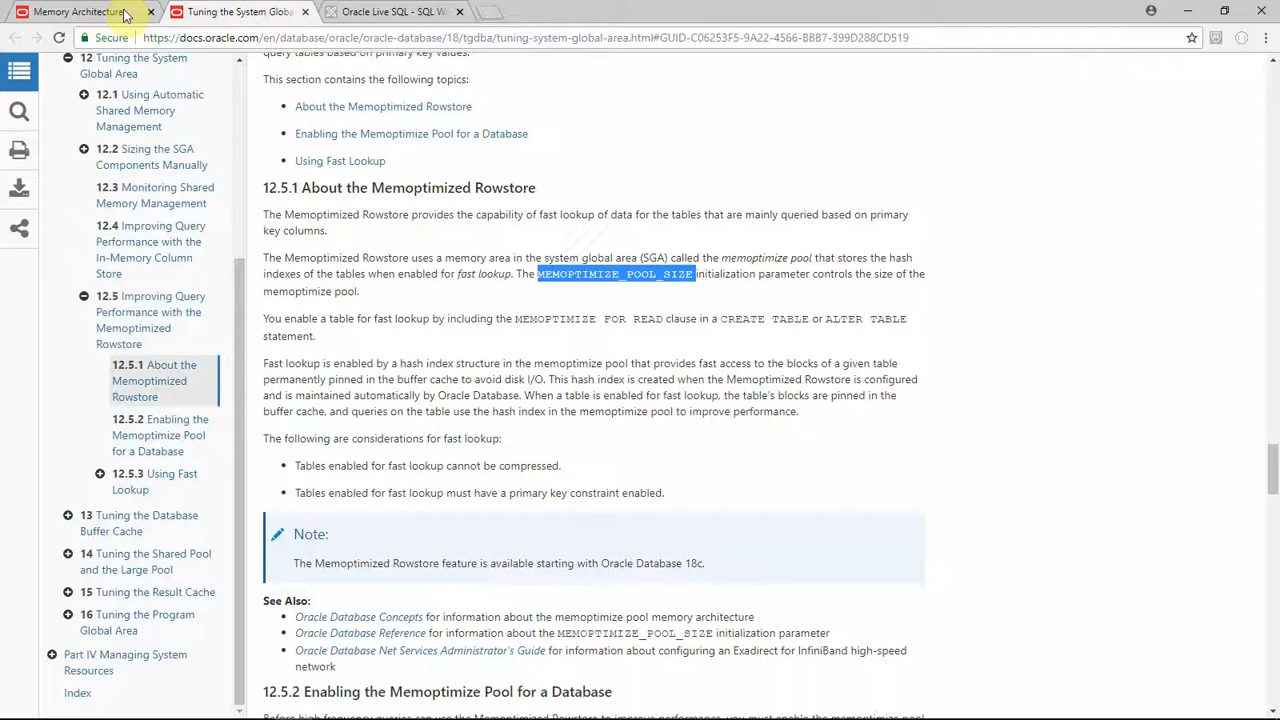 Memory Architecture
Tuning the System Globa
Oracle Live SQL - SQL W
Secure
https://docs.oracle.com/en/database/oracle/oracle-database/18/tgdba/tuning-system-global-area.html#GUID-C06253F5-9A22-4566-BBB7-399D288CD519
12 Tuning the System
Global Area
12.1 Using Automatic
Shared Memory
Management
12.2 Sizing the SGA
Components Manually
12.3 Monitoring Shared
Memory Management
12.4 Improving Query
Performance with the
In-Memory Column
Store
12.5 Improving Query
Performance with the
Memoptimized
Rowstore
12.5.1 About the
Memoptimized
Rowstore
12.5.2 Enabling the
Memoptimize Pool
for a Database
12.5.3 Using Fast
Lookup
13 Tuning the Database
Buffer Cache
14 Tuning the Shared Pool
and the Large Pool
15 Tuning the Result Cache
16 Tuning the Program
Global Area
Part IV Managing System
Resources
Index
query tables based on primary key values.
This section contains the following topics:
• About the Memoptimized Rowstore
• Enabling the Memoptimize Pool for a Database
• Using Fast Lookup
12.5.1 About the Memoptimized Rowstore
The Memoptimized Rowstore provides the capability of fast lookup of data for the tables that are mainly queried based on primary
key columns.
The Memoptimized Rowstore uses a memory area in the system global area (SGA) called the memoptimize pool that stores the hash
indexes of the tables when enabled for fast lookup. The MEMOPTIMIZE_POOL_SIZE initialization parameter controls the size of the
memoptimize pool.
You enable a table for fast lookup by including the MEMOPTIMIZE FOR READ clause in a CREATE TABLE or ALTER TABLE
statement.
Fast lookup is enabled by a hash index structure in the memoptimize pool that provides fast access to the blocks of a given table
permanently pinned in the buffer cache to avoid disk I/O. This hash index is created when the Memoptimized Rowstore is configured
and is maintained automatically by Oracle Database. When a table is enabled for fast lookup, the table's blocks are pinned in the
buffer cache, and queries on the table use the hash index in the memoptimize pool to improve performance.
The following are considerations for fast lookup:
• Tables enabled for fast lookup cannot be compressed.
• Tables enabled for fast lookup must have a primary key constraint enabled.
Note:
The Memoptimized Rowstore feature is available starting with Oracle Database 18c.
See Also:
• Oracle Database Concepts for information about the memoptimize pool memory architecture
• Oracle Database Reference for information about the MEMOPTIMIZE_POOL_SIZE initialization parameter
• Oracle Database Net Services Administrator's Guide for information about configuring an Exadirect for InfiniBand high-speed
network
12.5.2 Enabling the Memoptimize Pool for a Database